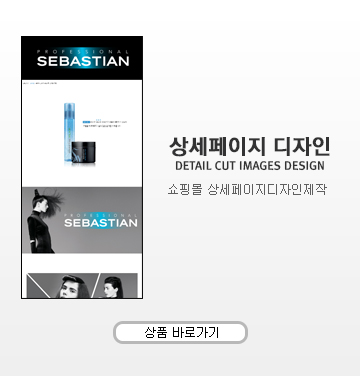 PROFESSIONAL
SEBASTIAN
PROFESSIONAL
SEBASTIAN
상세페이지 디자인
DETAIL CUT IMAGES DESIGN
쇼핑몰 상세페이지디자인제작
상품 바로가기